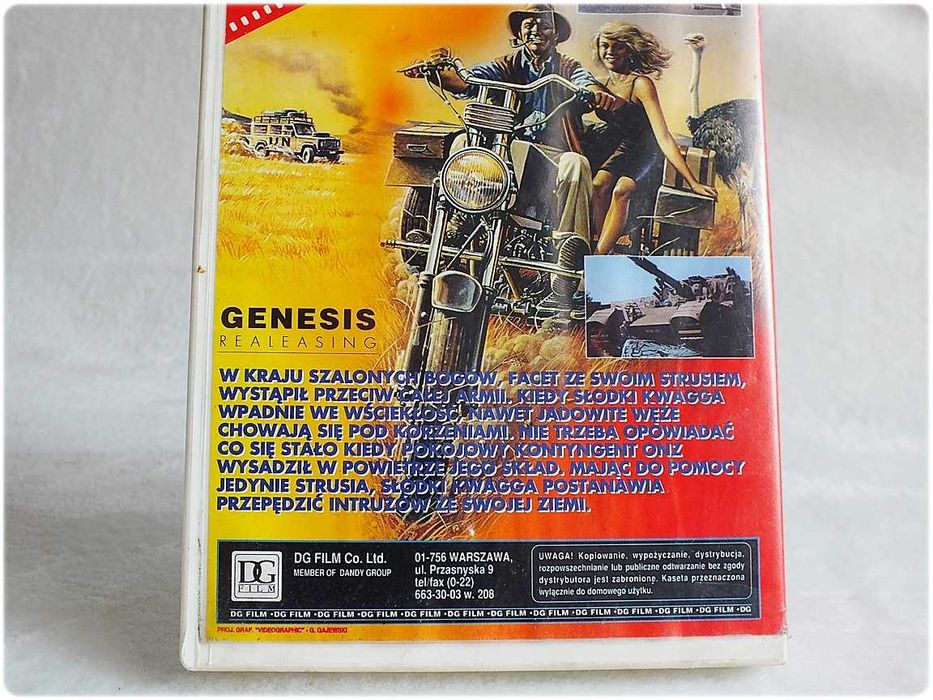 UN
GENESIS
REALEASING
W KRAJU SZALONYCH BOGÓW, FACET ZE SWOIM STRUSIEM,
WYSTĄPIŁ PRZECIW CAŁEJ ARMII. KIEDY SŁODKI KWAGGA
WPADNIE WE WŚCIEKŁOŚĆ, NAWET JADOWITE WĘŻE
CHOWAJĄ SIĘ POD KORZENIAMI. NIE TRZEBA OPOWIADAĆ
CO SIĘ STAŁO KIEDY POKOJOWY KONTYNGENT ONZ
WYSADZIŁ W POWIETRZE JEGO SKŁAD. MAJĄC DO POMOCY
JEDYNIE STRUSIA, SŁODKI KWAGGA POSTANAWIA
PRZEPĘDZIĆ INTRUZÓW ZE SWOJEJ ZIEMI.
DG
FILM
DG FILM Co. Ltd.
MEMBER OF DANDY GROUP
01-756 WARSZAWA,
ul. Przasnyska 9
tel/fax (0-22)
663-30-03 w. 208
UWAGA! Kopiowanie, wypożyczanie, dystrybucja,
rozpowszechnianie lub publiczne odtwarzanie bez zgody
dystrybutora jest zabronione. Kaseta przeznaczona
wyłącznie do domowego użytku.
DG FILM •DG FILM •DG FILM •DG FILM •DG FILM •DG FILM •DG FILM •DG FILM •DG FILM •DG FILM •DG FILM •DG FILM •DG
PROJ. GRAF. "VIDEOGRAPHIC" - G. GAJEWSKI